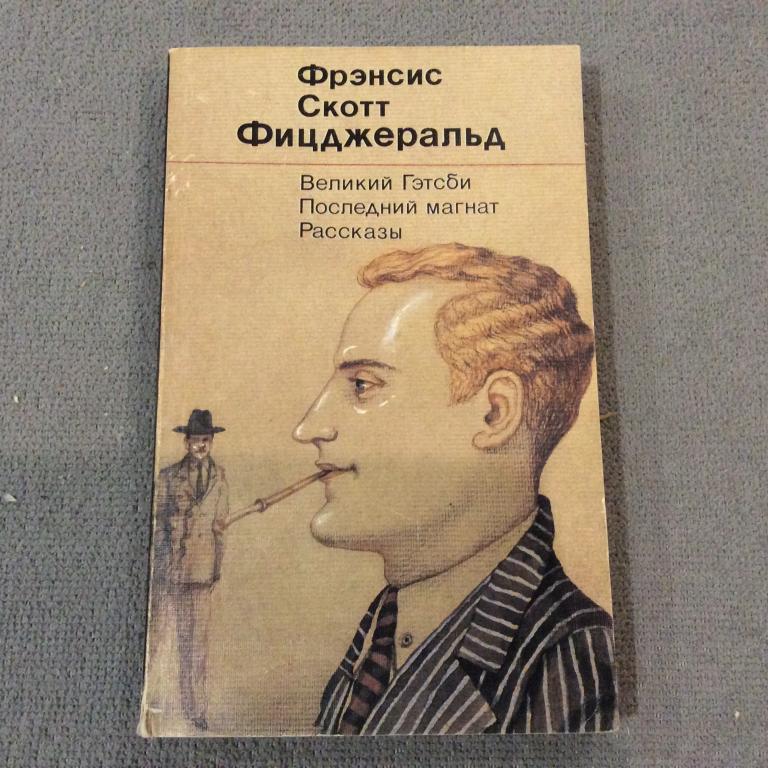 Фрэнсис
Скотт
Фицджеральд
Великий Гэтсби
Последний магнат
Рассказы